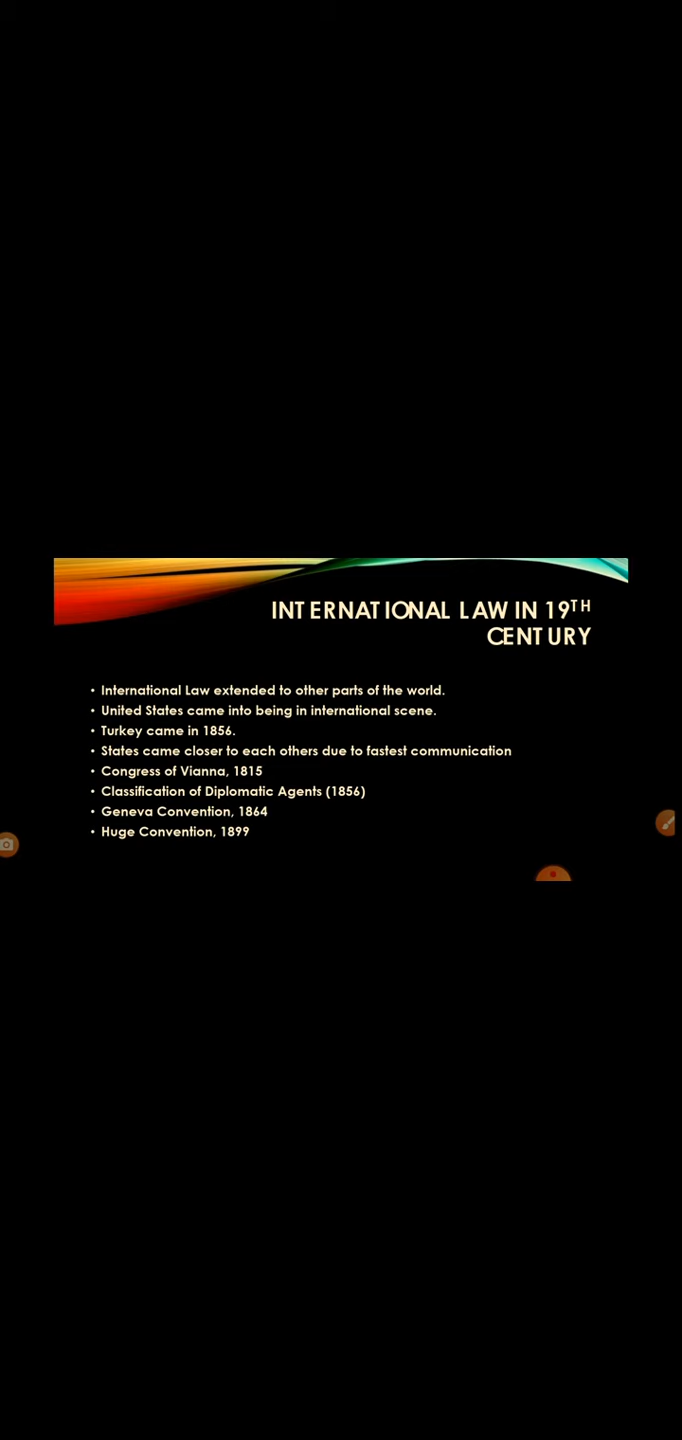 INTERNATIONAL LAW IN 19TH
CENTURY
• International Law extended to other parts of the world.
• United States came into being in international scene.
• Turkey came in 1856.
• States came closer to each others due to fastest communication
• Congress of Vianna, 1815
• Classification of Diplomatic Agents (1856)
• Geneva Convention, 1864
• Huge Convention, 1899